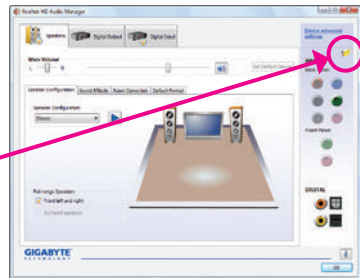 Realtek HD Audio Manager
Speakers
Digital Output
Digital Input
Device advanced settings
Main Volume
L
R
Set Default Device
Speaker Configuration
Sound Effects
Room Correction
Default Format
Speaker Configuration
Stereo
Full-range Speakers
Front left and right
Surround speakers
Front Panel
DIGITAL
GIGABYTE
TECHNOLOGY
OK